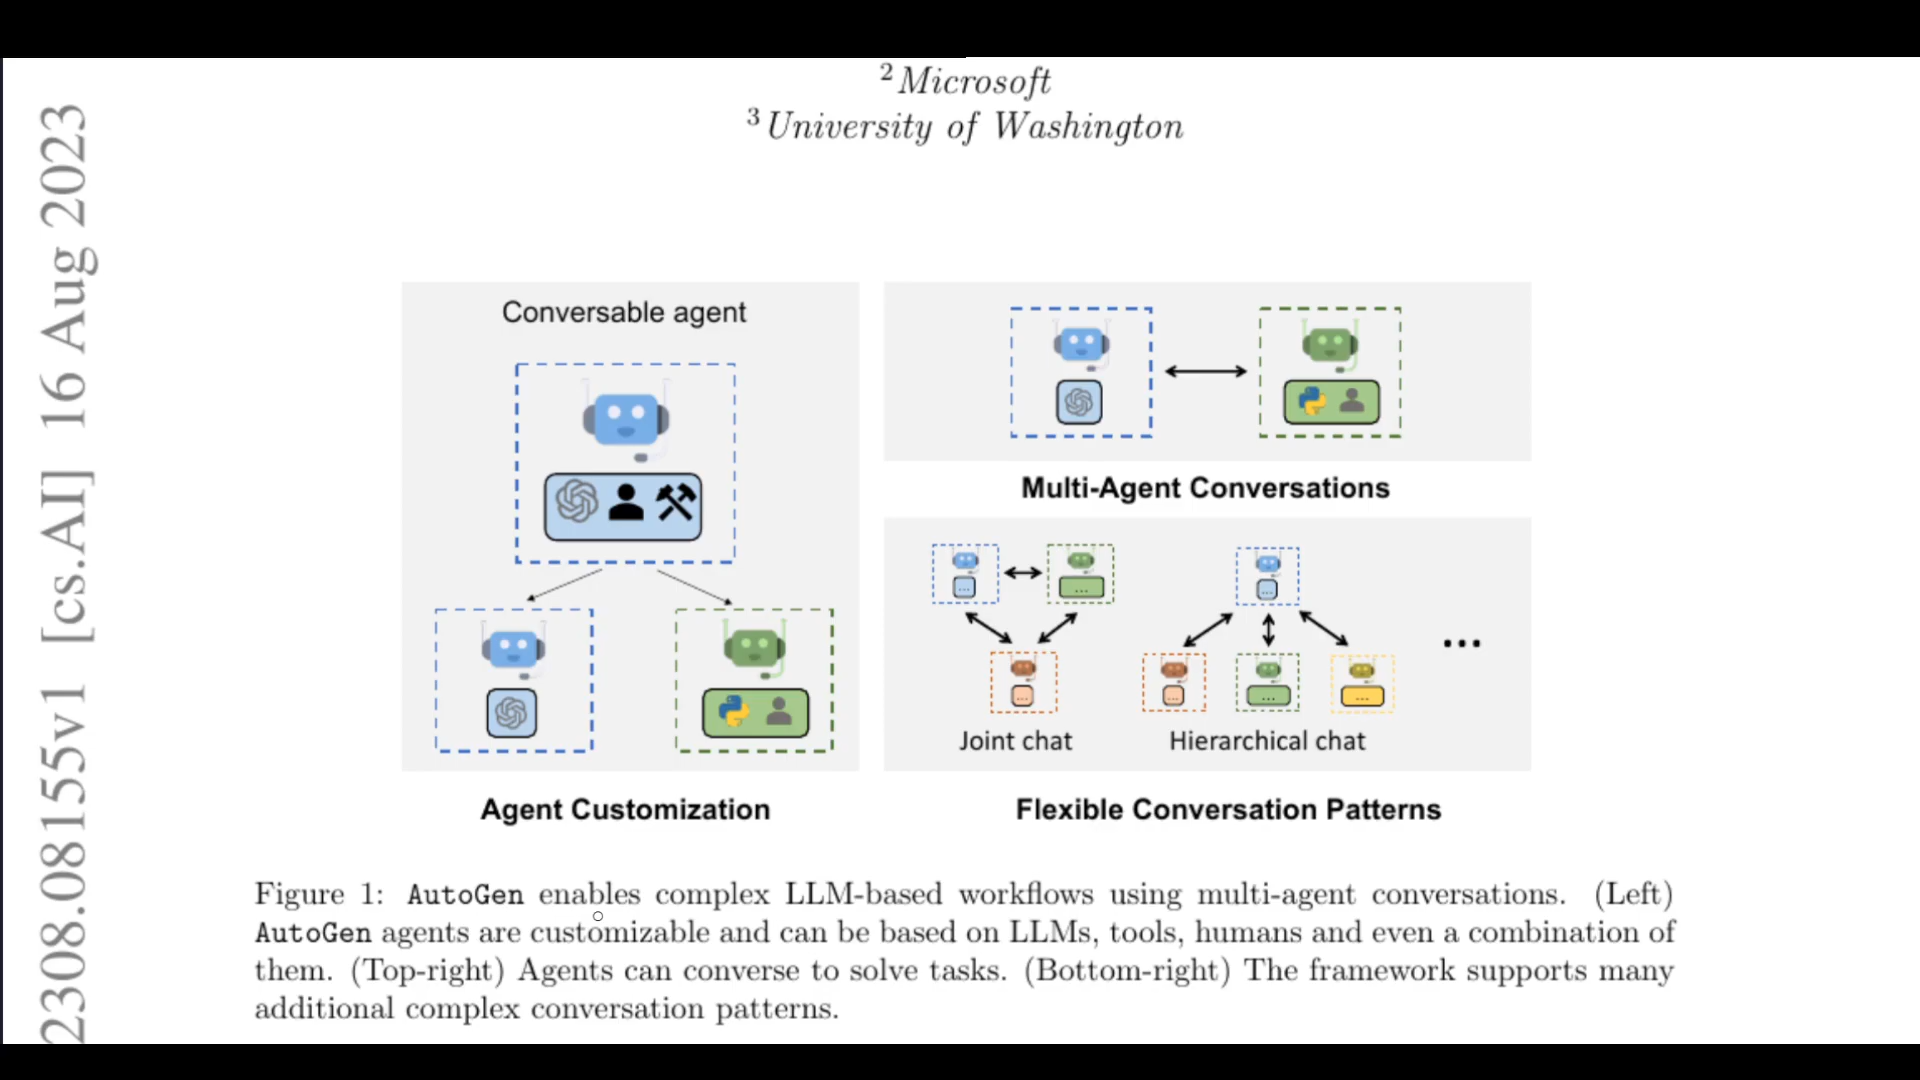 2Microsoft
3University of Washington
2308.08155v1 [cs.AI] 16 Aug 2023
Conversable agent
Agent Customization
Multi-Agent Conversations
...
...
...
...
...
...
...
...
Joint chat
Hierarchical chat
Flexible Conversation Patterns
Figure 1: AutoGen enables complex LLM-based workflows using multi-agent conversations. (Left)
AutoGen agents are customizable and can be based on LLMs, tools, humans and even a combination of
them. (Top-right) Agents can converse to solve tasks. (Bottom-right) The framework supports many
additional complex conversation patterns.